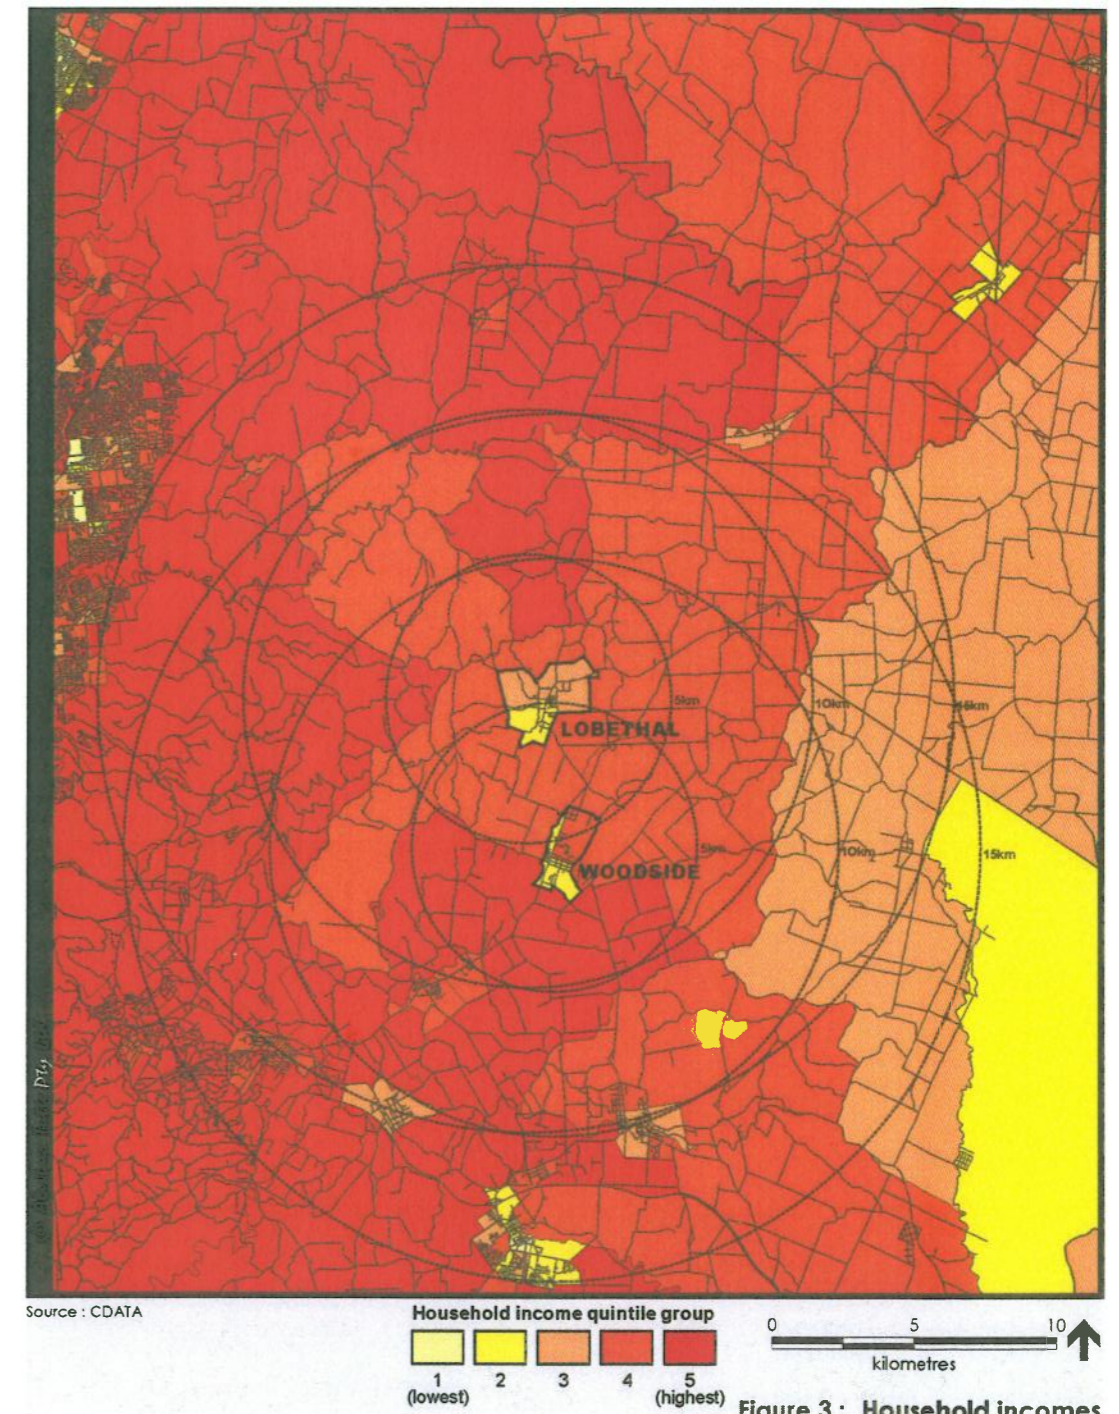 5km
10km
15km
LOBETHAL
5km
10km
15km
WOODSIDE
Source : CDATA
Household income quintile group
1 2 3 4 5
(lowest) (highest)
0 5 10
kilometres
Figure 3 : Household incomes